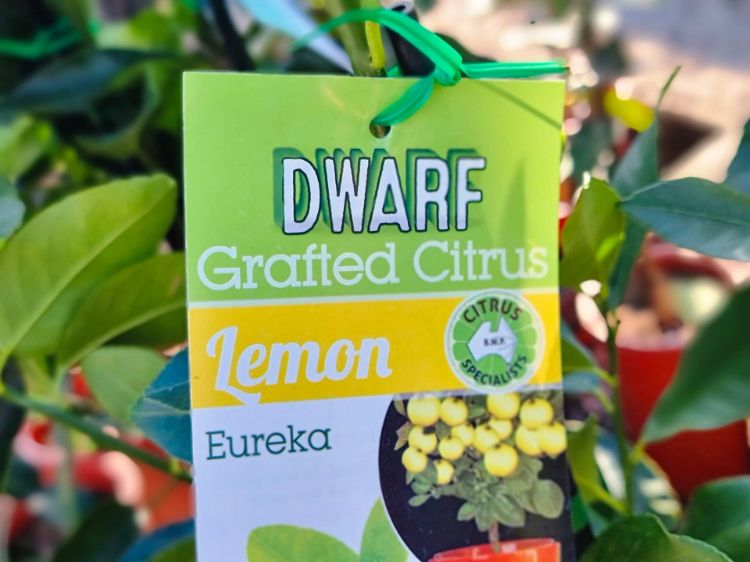 DWARF
Grafted Citrus
Lemon
CITRUS
SPECIALISTS
Eureka